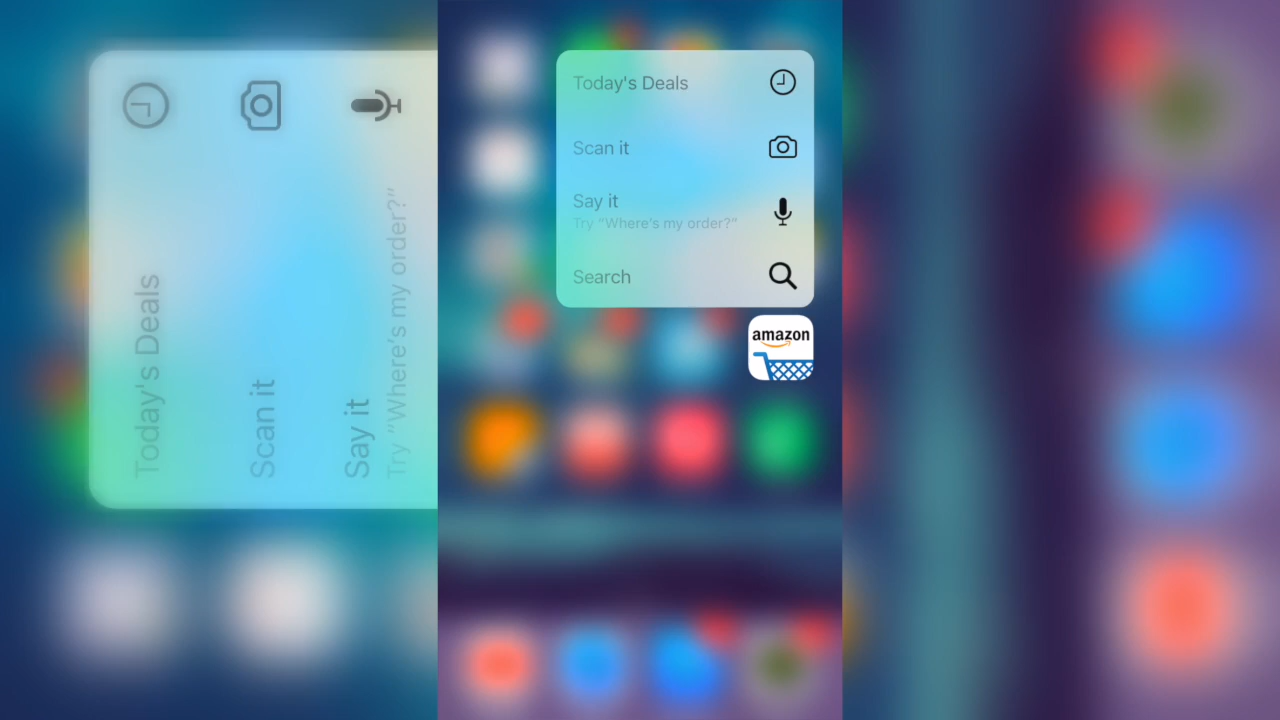 Today's Deals
Scan it
Say it
Try “Where's my order?”
Today's Deals
Scan it
Say it
Try “Where's my order?”
Search
amazon